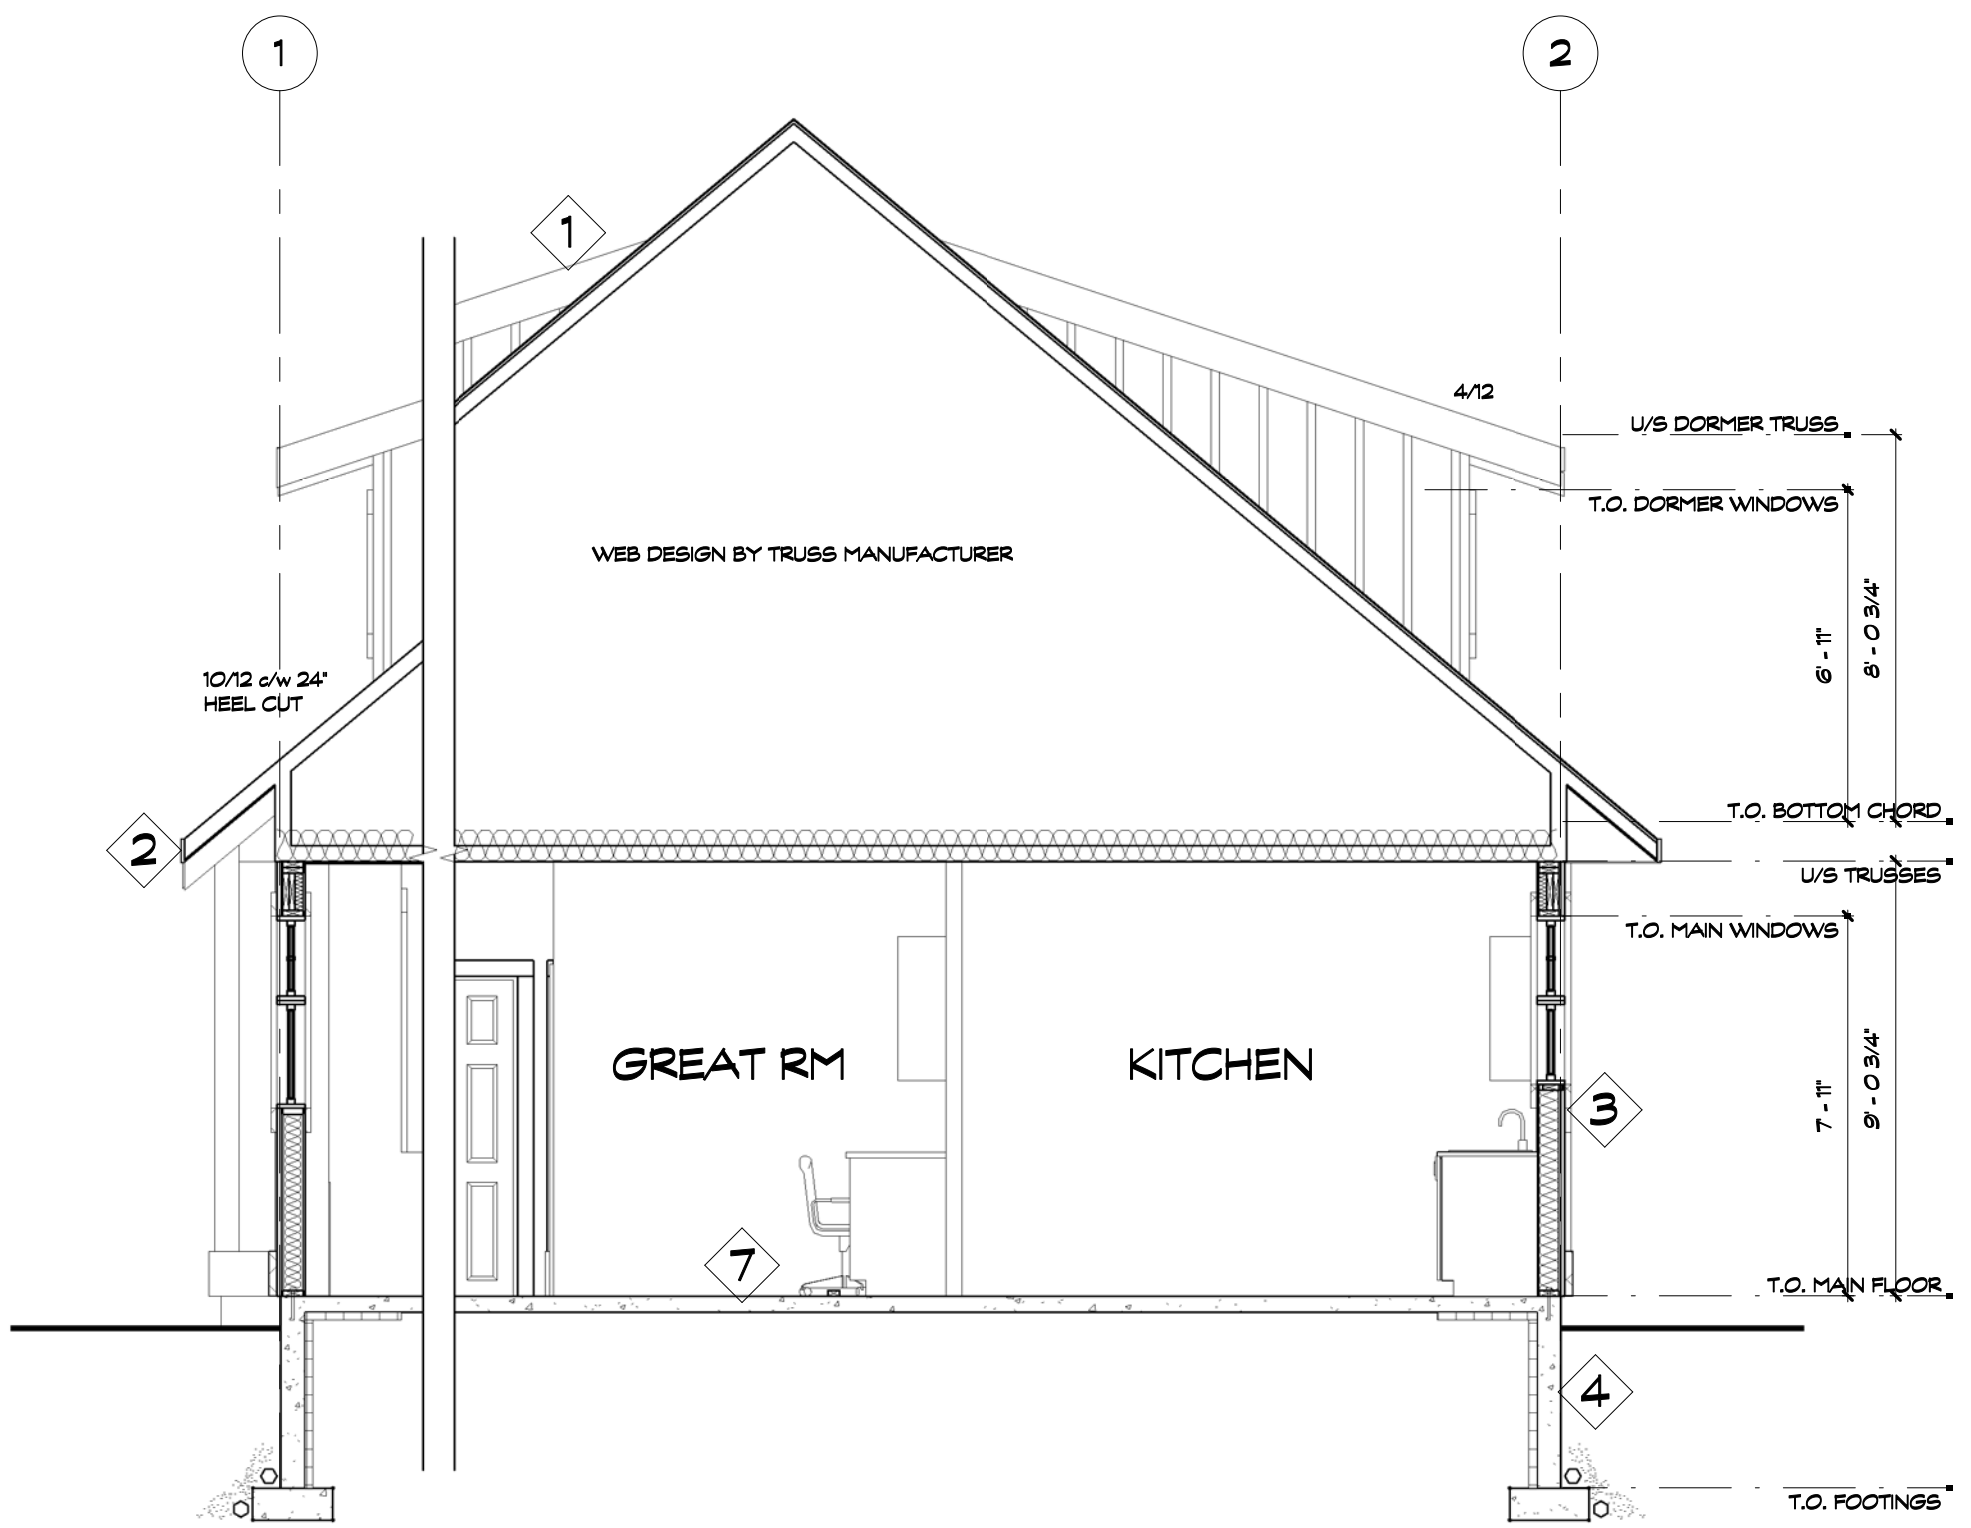 1
2
1
4/12
U/S DORMER TRUSS
T.O. DORMER WINDOWS
WEB DESIGN BY TRUSS MANUFACTURER
6' - 11"
8' - 0 3/4"
10/12 c/w 24"
HEEL CUT
T.O. BOTTOM CHORD
2
U/S TRUSSES
T.O. MAIN WINDOWS
GREAT RM
KITCHEN
3
7' - 11"
9' - 0 3/4"
7
T.O. MAIN FLOOR
4
T.O. FOOTINGS